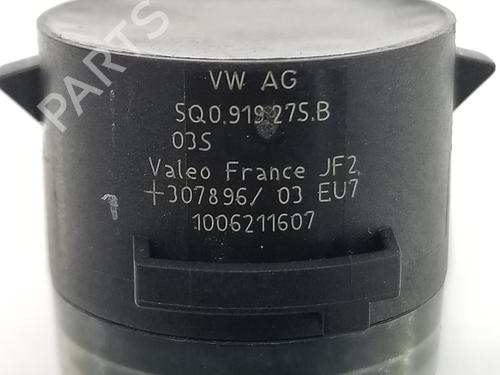 VW AG
5Q0.919.275.B
03S
Valeo France JF2
+307896/ 03 EU7
1006211607
B PARTS